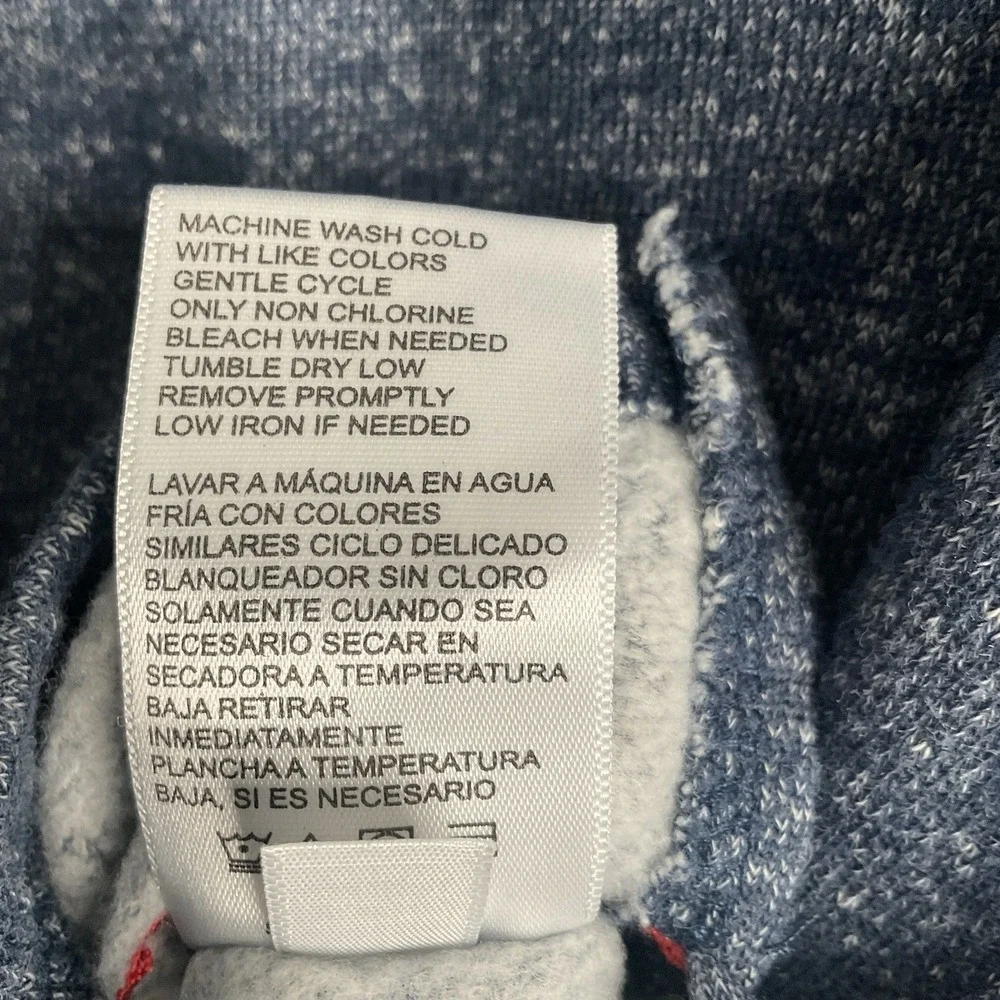 MACHINE WASH COLD
WITH LIKE COLORS
GENTLE CYCLE
ONLY NON CHLORINE
BLEACH WHEN NEEDED
TUMBLE DRY LOW
REMOVE PROMPTLY
LOW IRON IF NEEDED
LAVAR A MÁQUINA EN AGUA
FRÍA CON COLORES
SIMILARES CICLO DELICADO
BLANQUEADOR SIN CLORO
SOLAMENTE CUANDO SEA
NECESARIO SECAR EN
SECADORA A TEMPERATURA
BAJA RETIRAR
INMEDIATAMENTE
PLANCHA A TEMPERATURA
BAJA, SI ES NECESARIO